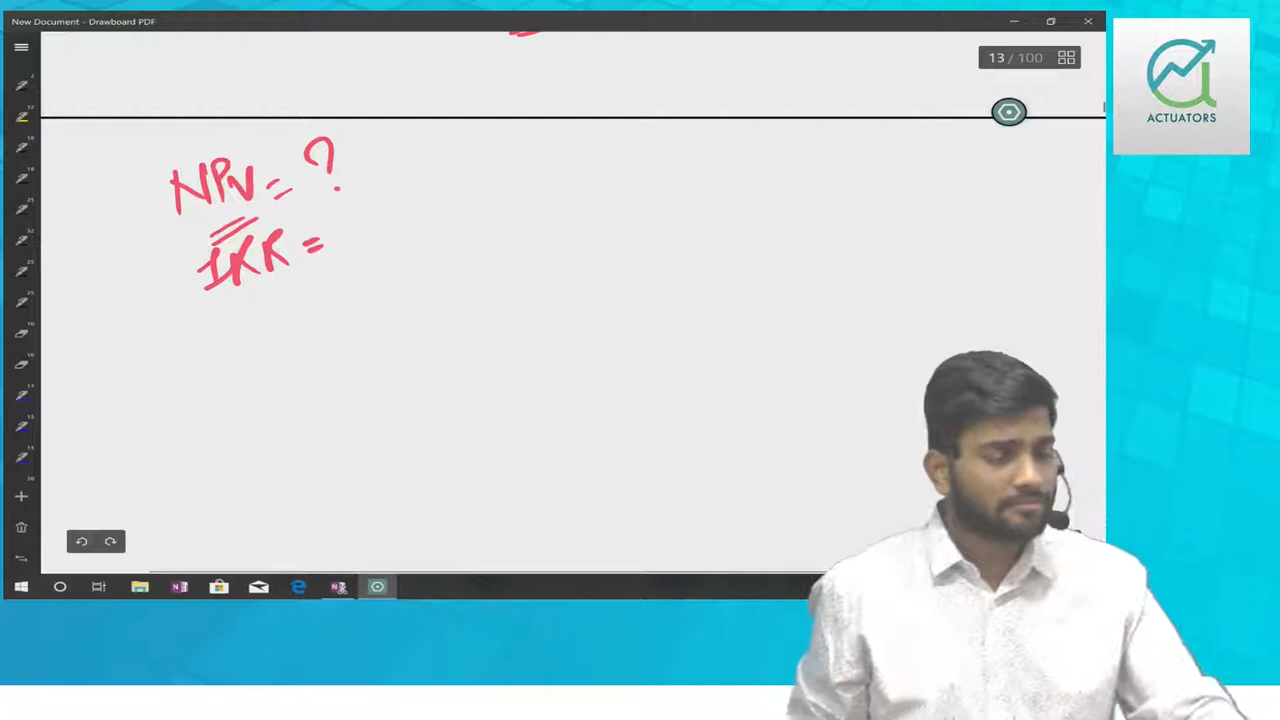 New Document - Drawboard PDF
13 / 100
ACTUATORS
NPV = ?
IRR =